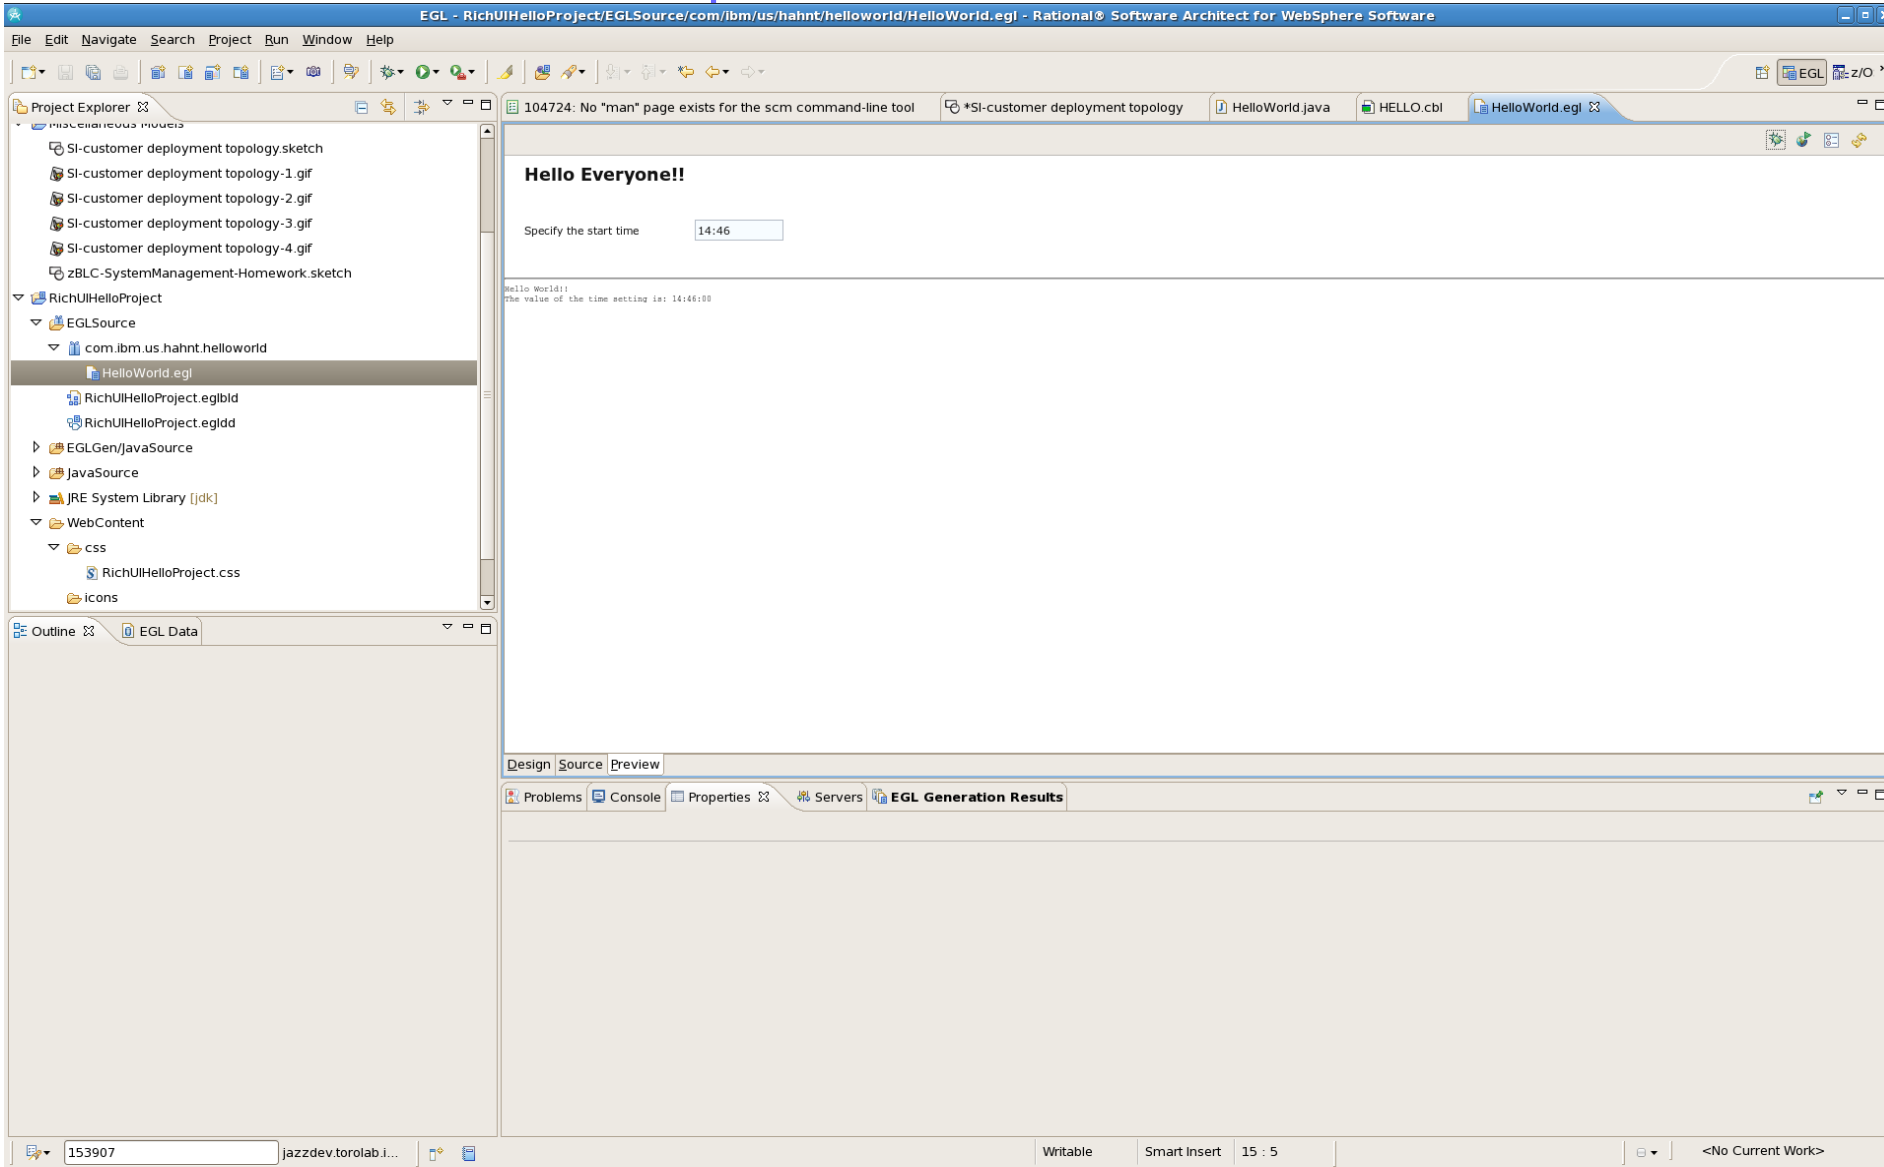 EGL - RichUIHelloProject/EGLSource/com/ibm/us/hahnt/helloworld/HelloWorld.egl - Rational® Software Architect for WebSphere Software
File Edit Navigate Search Project Run Window Help
EGL z/O
Project Explorer
Miscellaneous Models
SI-customer deployment topology.sketch
SI-customer deployment topology-1.gif
SI-customer deployment topology-2.gif
SI-customer deployment topology-3.gif
SI-customer deployment topology-4.gif
zBLC-SystemManagement-Homework.sketch
RichUIHelloProject
EGLSource
com.ibm.us.hahnt.helloworld
HelloWorld.egl
RichUIHelloProject.eglbld
RichUIHelloProject.egldd
EGLGen/JavaSource
JavaSource
JRE System Library [jdk]
WebContent
css
RichUIHelloProject.css
icons
Outline EGL Data
104724: No "man" page exists for the scm command-line tool *SI-customer deployment topology HelloWorld.java HELLO.cbl HelloWorld.egl
Hello Everyone!!
Specify the start time 14:46
Hello World!!
The value of the time setting is: 14:46:00
Design Source Preview
Problems Console Properties Servers EGL Generation Results
153907 jazzdev.torolab.i... Writable Smart Insert 15 : 5 <No Current Work>